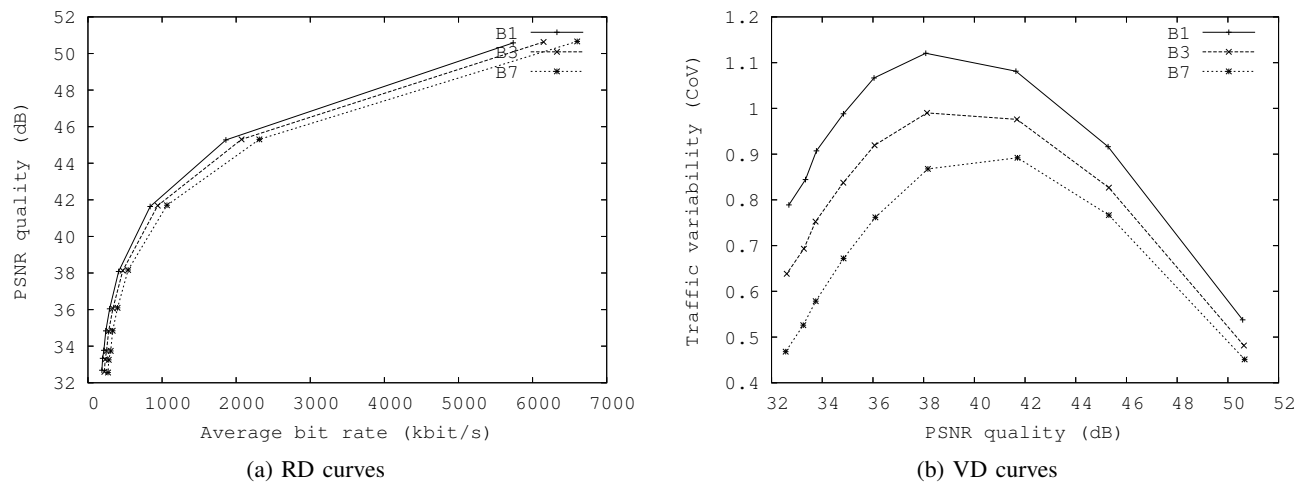 52
50
48
46
44
42
40
38
36
34
32
PSNR quality (dB)
B1
B3
B7
0 1000 2000 3000 4000 5000 6000 7000
Average bit rate (kbit/s)
(a) RD curves
1.2
1.1
1
0.9
0.8
0.7
0.6
0.5
0.4
Traffic variability (CoV)
B1
B3
B7
32 34 36 38 40 42 44 46 48 50 52
PSNR quality (dB)
(b) VD curves